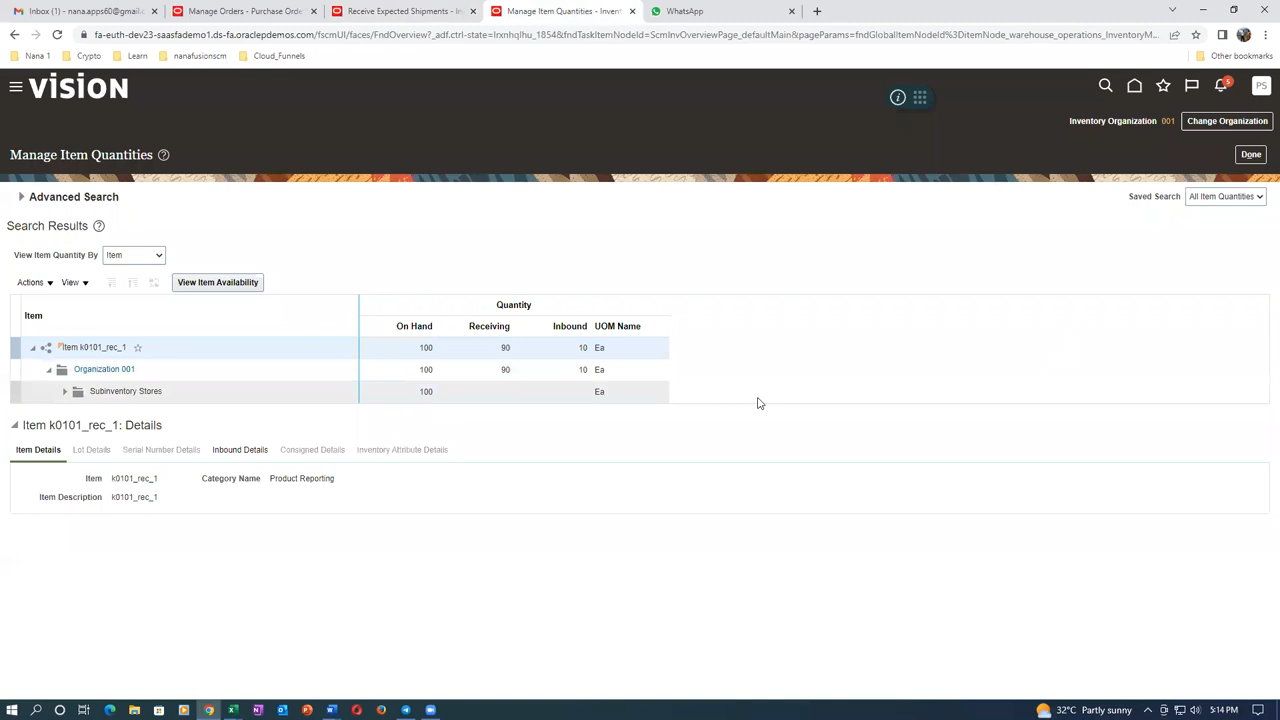 Inbox (1) - nana.apps60@gmail.co
Manage Orders - Purchase Order
Receive Expected Shipments - In
Manage Item Quantities - Invent
WhatsApp
fa-euth-dev23-saasfademo1.ds-fa.oraclepdemos.com/fscmUI/faces/FndOverview?_adf.ctrl-state=lrxnhqlhu_1854&fndTaskItemNodeId=ScmInvOverviewPage_defaultMain&pageParams=fndGlobalItemNodeId%3DitemNode_warehouse_operations_InventoryM...
Nana 1 Crypto Learn nanafusionscm Cloud_Funnels Other bookmarks
VISION
5
PS
Inventory Organization 001 Change Organization
Manage Item Quantities
Done
Advanced Search
Saved Search All Item Quantities
Search Results
View Item Quantity By Item
Actions View View Item Availability
Item Quantity
On Hand Receiving Inbound UOM Name
Item k0101_rec_1 100 90 10 Ea
Organization 001 100 90 10 Ea
Subinventory Stores 100 Ea
Item k0101_rec_1: Details
Item Details Lot Details Serial Number Details Inbound Details Consigned Details Inventory Attribute Details
Item k0101_rec_1 Category Name Product Reporting
Item Description k0101_rec_1
32°C Partly sunny 5:14 PM